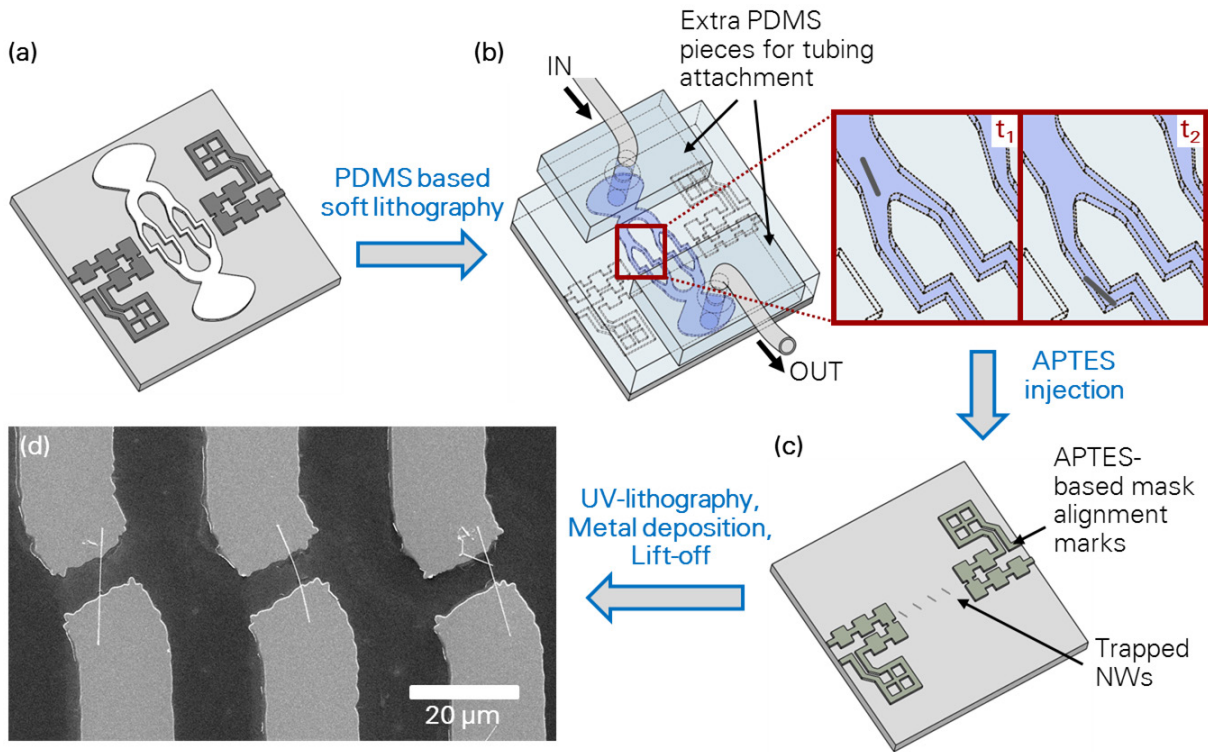 (a)
PDMS based
soft lithography
(b)
IN
Extra PDMS
pieces for tubing
attachment
OUT
t₁
t₂
APTES
injection
(c)
APTES-
based mask
alignment
marks
Trapped
NWs
UV-lithography,
Metal deposition,
Lift-off
(d)
20 μm